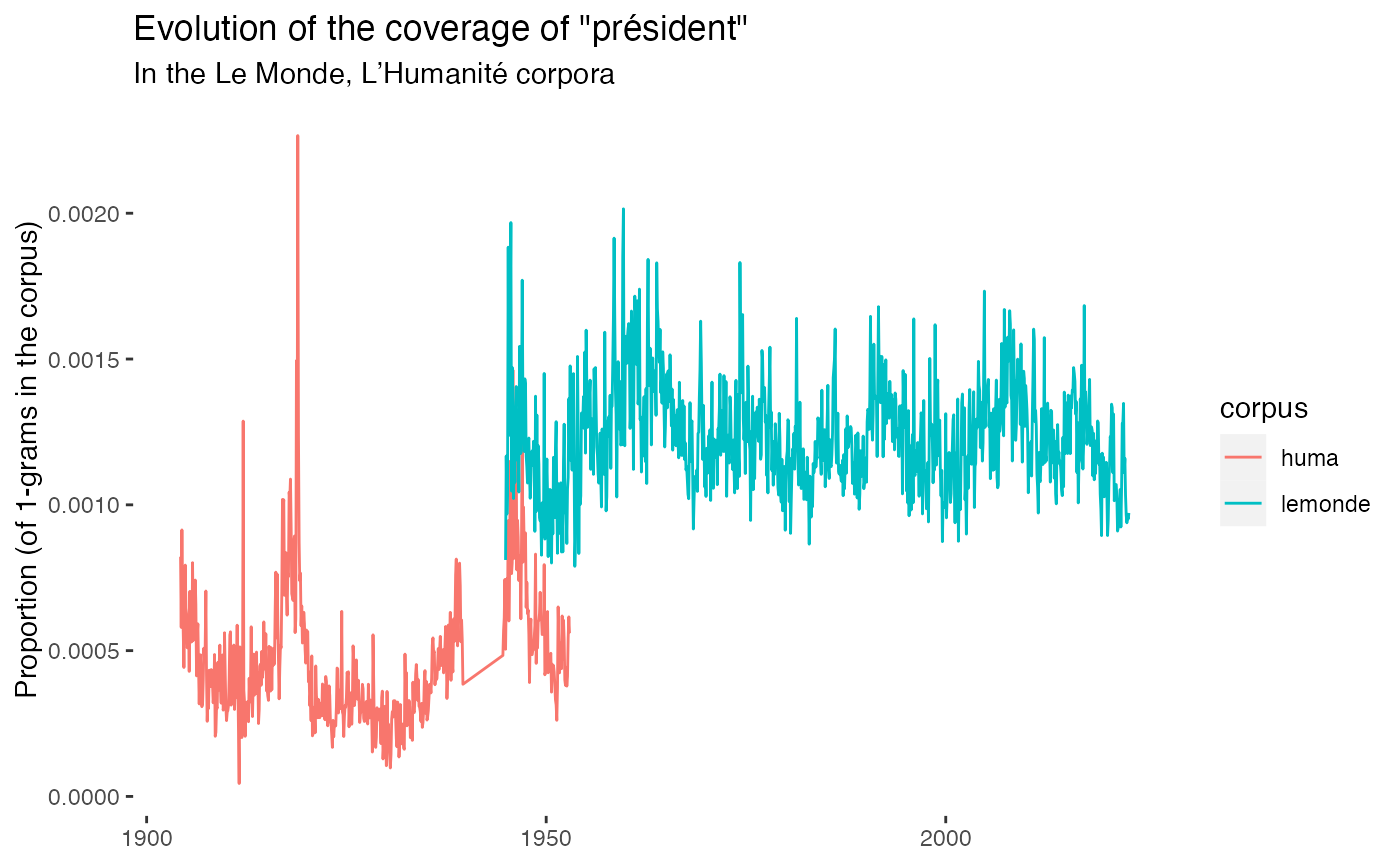 Evolution of the coverage of "président"
In the Le Monde, L’Humanité corpora
Proportion (of 1-grams in the corpus)
0.0020
0.0015
0.0010
0.0005
0.0000
1900
1950
2000
corpus
huma
lemonde